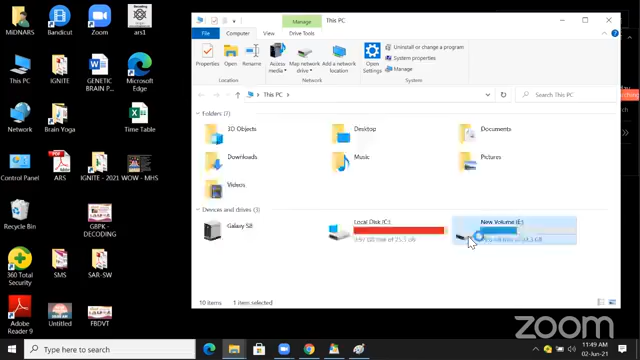 MIDNARS
Bandicut
Zoom
ars1
This PC
IGNITE
GENETIC
BRAIN P...
Microsoft
Edge
Network
Brain Yoga
Time Table
Control Panel
ARS
IGNITE - 2021
WOW - MHS
Recycle Bin
GBPK -
DECODING
360 Total
Security
SMS
SAR-SW
Adobe
Reader 9
Untitled
FBDVT
Manage
This PC
File
Computer
View
Drive Tools
Properties
Open
Rename
Access
media
Map network
drive
Add a network
location
Open
Settings
Uninstall or change a program
System properties
Manage
Location
Network
System
This PC
Search This PC
Folders (7)
3D Objects
Desktop
Documents
Downloads
Music
Pictures
Videos
Devices and drives (3)
Galaxy S8
Local Disk (C:)
New Volume (E:)
10 items
1 item selected
zoom
Type here to search
11:49 AM
02-Jun-21